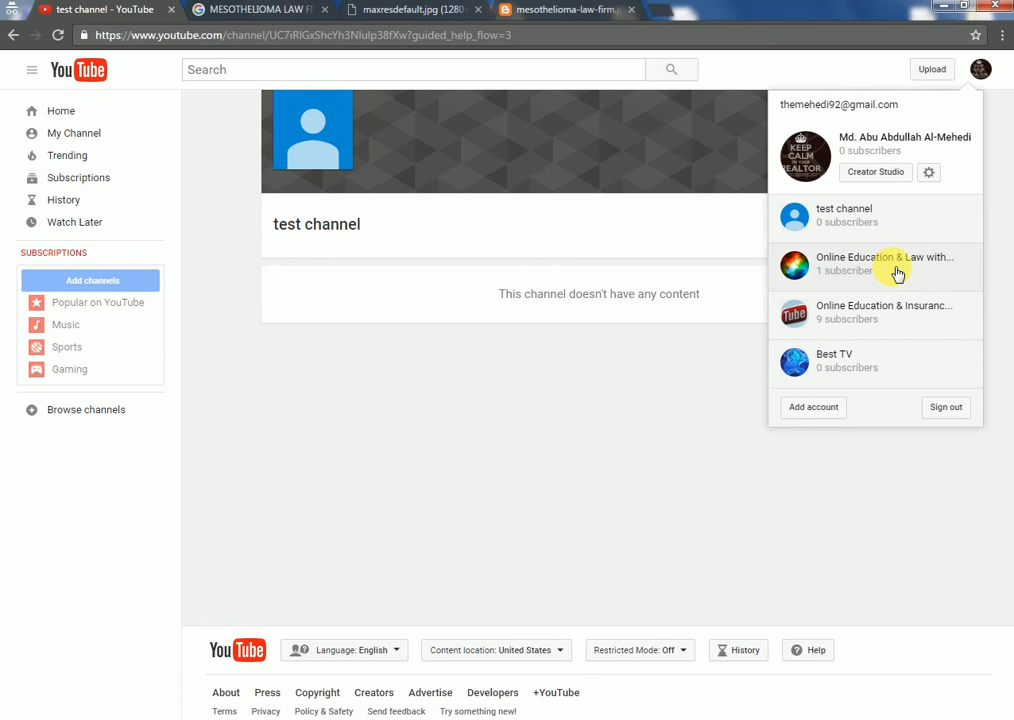 test channel - YouTube
MESOTHELIOMA LAW F
maxresdefault.jpg (1280
mesothelioma-law-firm.j
https://www.youtube.com/channel/UC7iRlGxShcYh3NIulp38fXw?guided_help_flow=3
YouTube
Search
Upload
Home
My Channel
Trending
Subscriptions
History
Watch Later
SUBSCRIPTIONS
Add channels
Popular on YouTube
Music
Sports
Gaming
Browse channels
test channel
This channel doesn't have any content
themehedi92@gmail.com
KEEP
CALM
REALTOR
Md. Abu Abdullah Al-Mehedi
0 subscribers
Creator Studio
test channel
0 subscribers
Online Education & Law with...
1 subscriber
Online Education & Insuranc...
Tube
9 subscribers
Best TV
0 subscribers
Add account
Sign out
YouTube
Language: English
Content location: United States
Restricted Mode: Off
History
Help
About Press Copyright Creators Advertise Developers +YouTube
Terms Privacy Policy & Safety Send feedback Try something new!